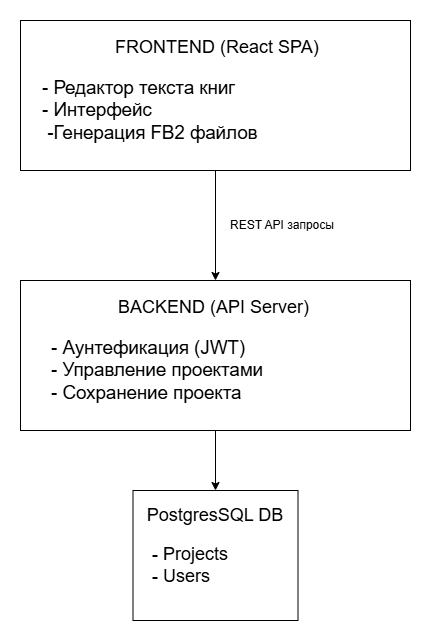 FRONTEND (React SPA)
- Редактор текста книг
- Интерфейс
-Генерация FB2 файлов
REST API запросы
BACKEND (API Server)
- Аунтефикация (JWT)
- Управление проектами
- Сохранение проекта
PostgresSQL DB
- Projects
- Users